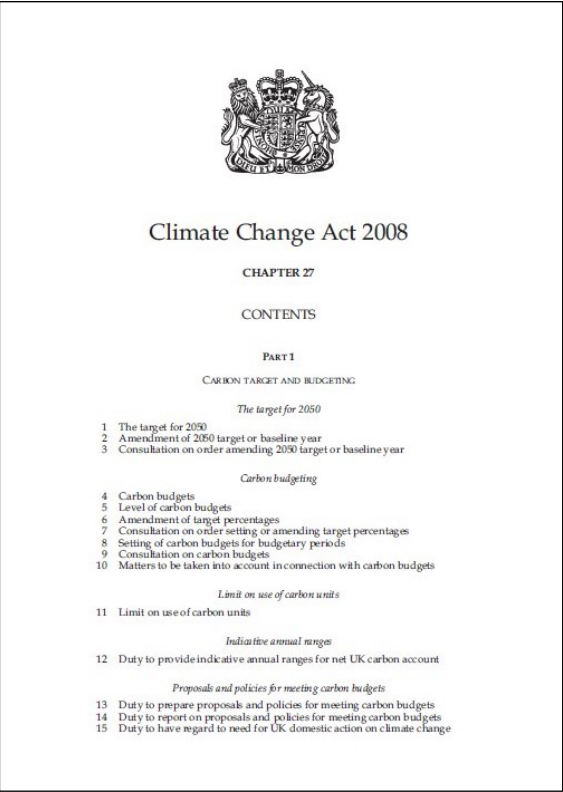 DIEU ET MON DROIT
Climate Change Act 2008
CHAPTER 27
CONTENTS
PART 1
CARBON TARGET AND BUDGETING
The target for 2050
1 The target for 2050
2 Amendment of 2050 target or baseline year
3 Consultation on order amending 2050 target or baseline year
Carbon budgeting
4 Carbon budgets
5 Level of carbon budgets
6 Amendment of target percentages
7 Consultation on order setting or amending target percentages
8 Setting of carbon budgets for budgetary periods
9 Consultation on carbon budgets
10 Matters to be taken into account in connection with carbon budgets
Limit on use of carbon units
11 Limit on use of carbon units
Indicative annual ranges
12 Duty to provide indicative annual ranges for net UK carbon account
Proposals and policies for meeting carbon budgets
13 Duty to prepare proposals and policies for meeting carbon budgets
14 Duty to report on proposals and policies for meeting carbon budgets
15 Duty to have regard to need for UK domestic action on climate change